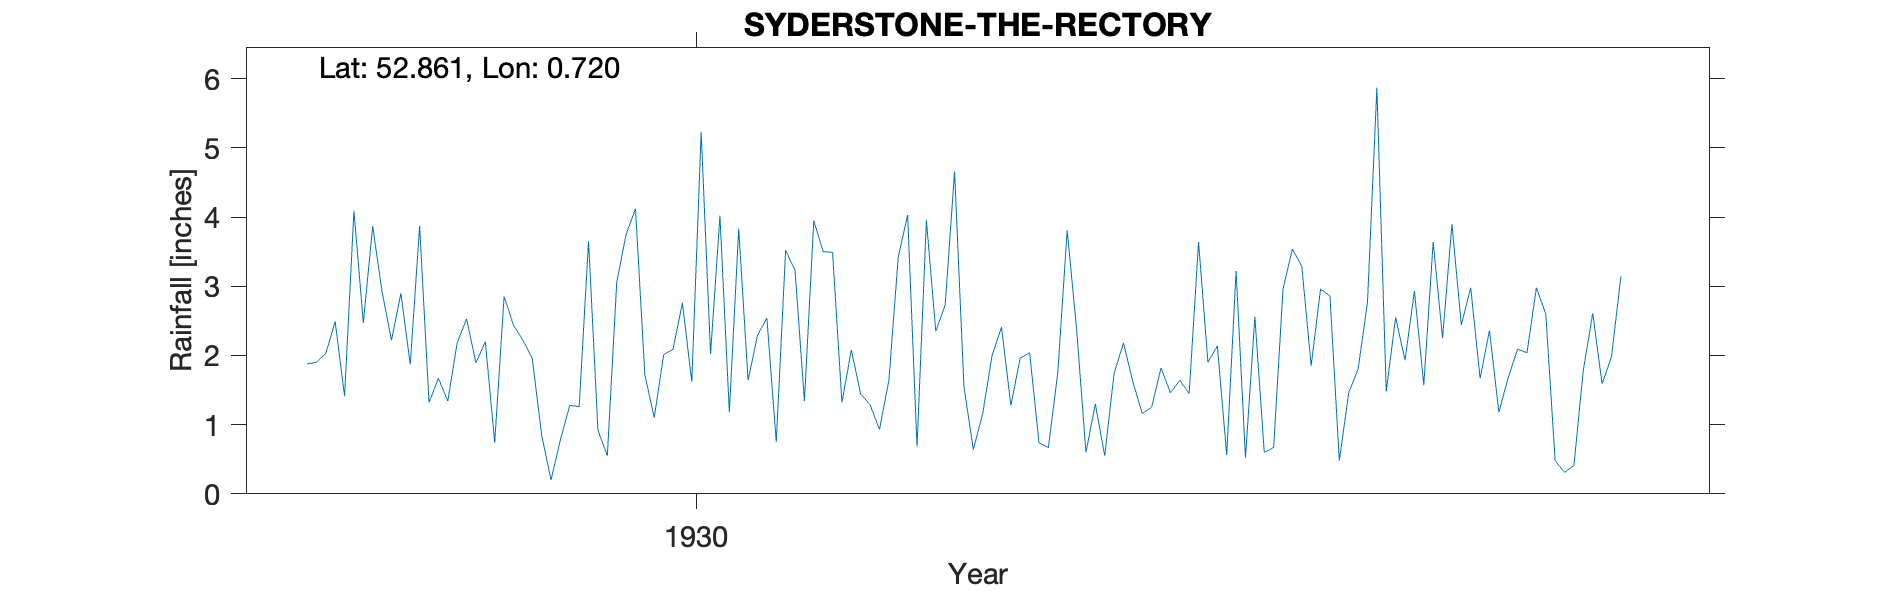 SYDERSTONE-THE-RECTORY
Lat: 52.861, Lon: 0.720
6
5
4
3
2
1
0
Rainfall [inches]
1930
Year